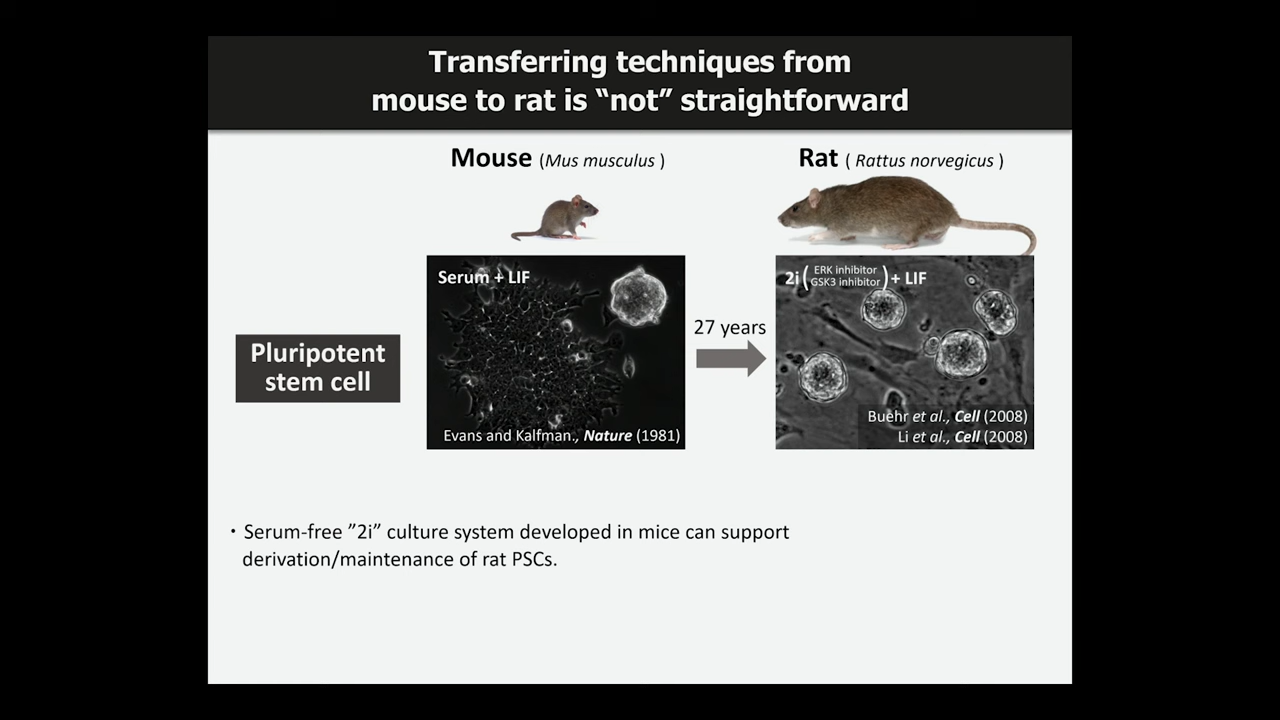 Transferring techniques from
mouse to rat is “not” straightforward
Mouse (Mus musculus )
Rat ( Rattus norvegicus )
Serum + LIF
Evans and Kalfman., Nature (1981)
27 years
2i ( ERK inhibitor
GSK3 inhibitor ) + LIF
Buehr et al., Cell (2008)
Li et al., Cell (2008)
Pluripotent
stem cell
・Serum-free ”2i” culture system developed in mice can support
derivation/maintenance of rat PSCs.